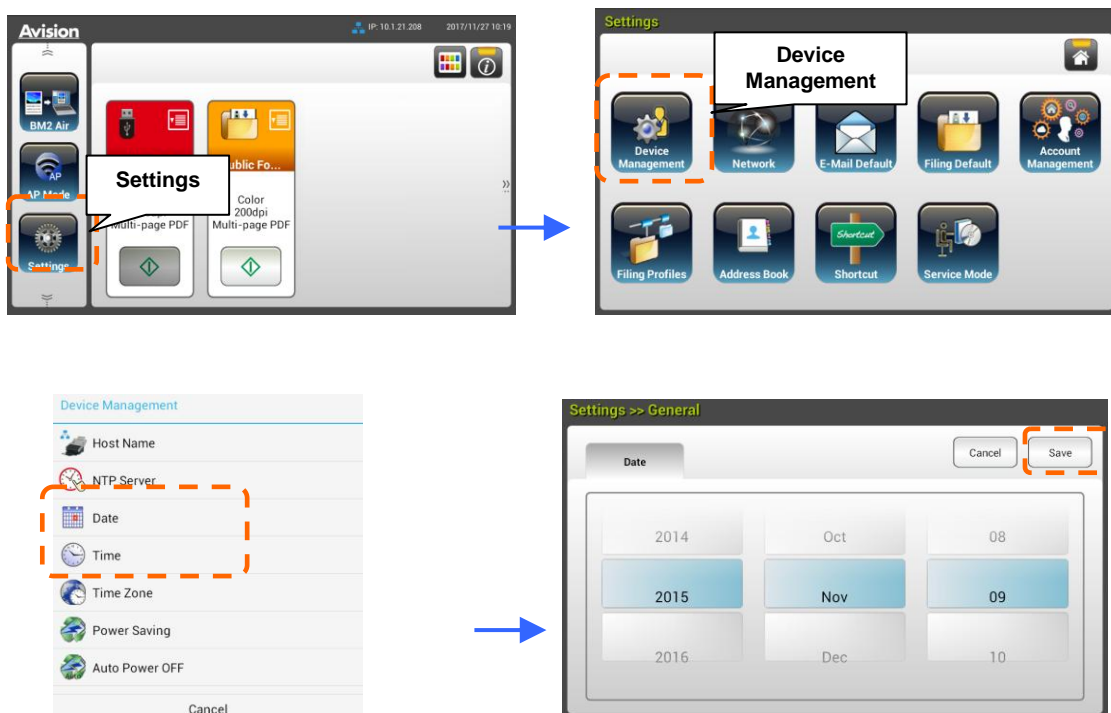 Avision
IP: 10.1.21.208
2017/11/27 10:19
BM2 Air
AP
AP Mode
Settings
Settings
ublic Fo...
Multi-page PDF
Color
200dpi
Multi-page PDF
Settings
Device
Management
Device
Management
Network
E-Mail Default
Filing Default
Account
Management
Filing Profiles
Address Book
Shortcut
Shortcut
Service Mode
Device Management
Host Name
NTP Server
Date
Time
Time Zone
Power Saving
Auto Power OFF
Cancel
Settings >> General
Date
Cancel
Save
2014 Oct 08
2015 Nov 09
2016 Dec 10